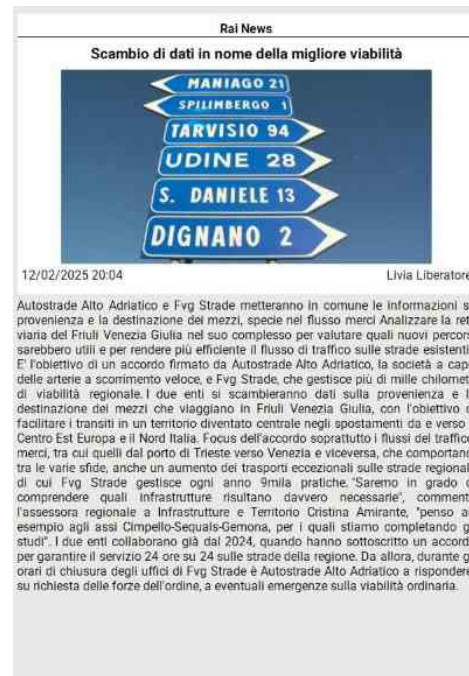 Rai News
Scambio di dati in nome della migliore viabilità
MANIAGO 21
SPILIMBERGO 1
TARVISIO 94
UDINE 28
S. DANIELE 13
DIGNANO 2
12/02/2025 20:04 Livia Liberatore
Autostrade Alto Adriatico e Fvg Strade metteranno in comune le informazioni s
provenienza e la destinazione dei mezzi, specie nel flusso merci Analizzare la ret
viaria del Friuli Venezia Giulia nel suo complesso per valutare quali nuovi percors
sarebbero utili e per rendere più efficiente il flusso di traffico sulle strade esistenti
E' l'obiettivo di un accordo firmato da Autostrade Alto Adriatico, la società a cap
delle arterie a scorrimento veloce, e Fvg Strade, che gestisce più di mille chilomet
di viabilità regionale. I due enti si scambieranno dati sulla provenienza e l
destinazione dei mezzi che viaggiano in Friuli Venezia Giulia, con l'obiettivo d
facilitare i transiti in un territorio diventato centrale negli spostamenti da e verso
Centro Est Europa e il Nord Italia. Focus dell'accordo soprattutto i flussi del traffico
merci, tra cui quelli dal porto di Trieste verso Venezia e viceversa, che comportano
tra le varie sfide, anche un aumento dei trasporti eccezionali sulle strade regional
di cui Fvg Strade gestisce ogni anno 9mila pratiche. "Saremo in grado d
comprendere quali infrastrutture risultano davvero necessarie", comment
l'assessora regionale a Infrastrutture e Territorio Cristina Amirante, "penso a
esempio agli assi Cimpello-Sequals-Gemona, per i quali stiamo completando g
studi". I due enti collaborano già dal 2024, quando hanno sottoscritto un accord
per garantire il servizio 24 ore su 24 sulle strade della regione. Da allora, durante g
orari di chiusura degli uffici di Fvg Strade è Autostrade Alto Adriatico a rispondere
su richiesta delle forze dell'ordine, a eventuali emergenze sulla viabilità ordinaria.